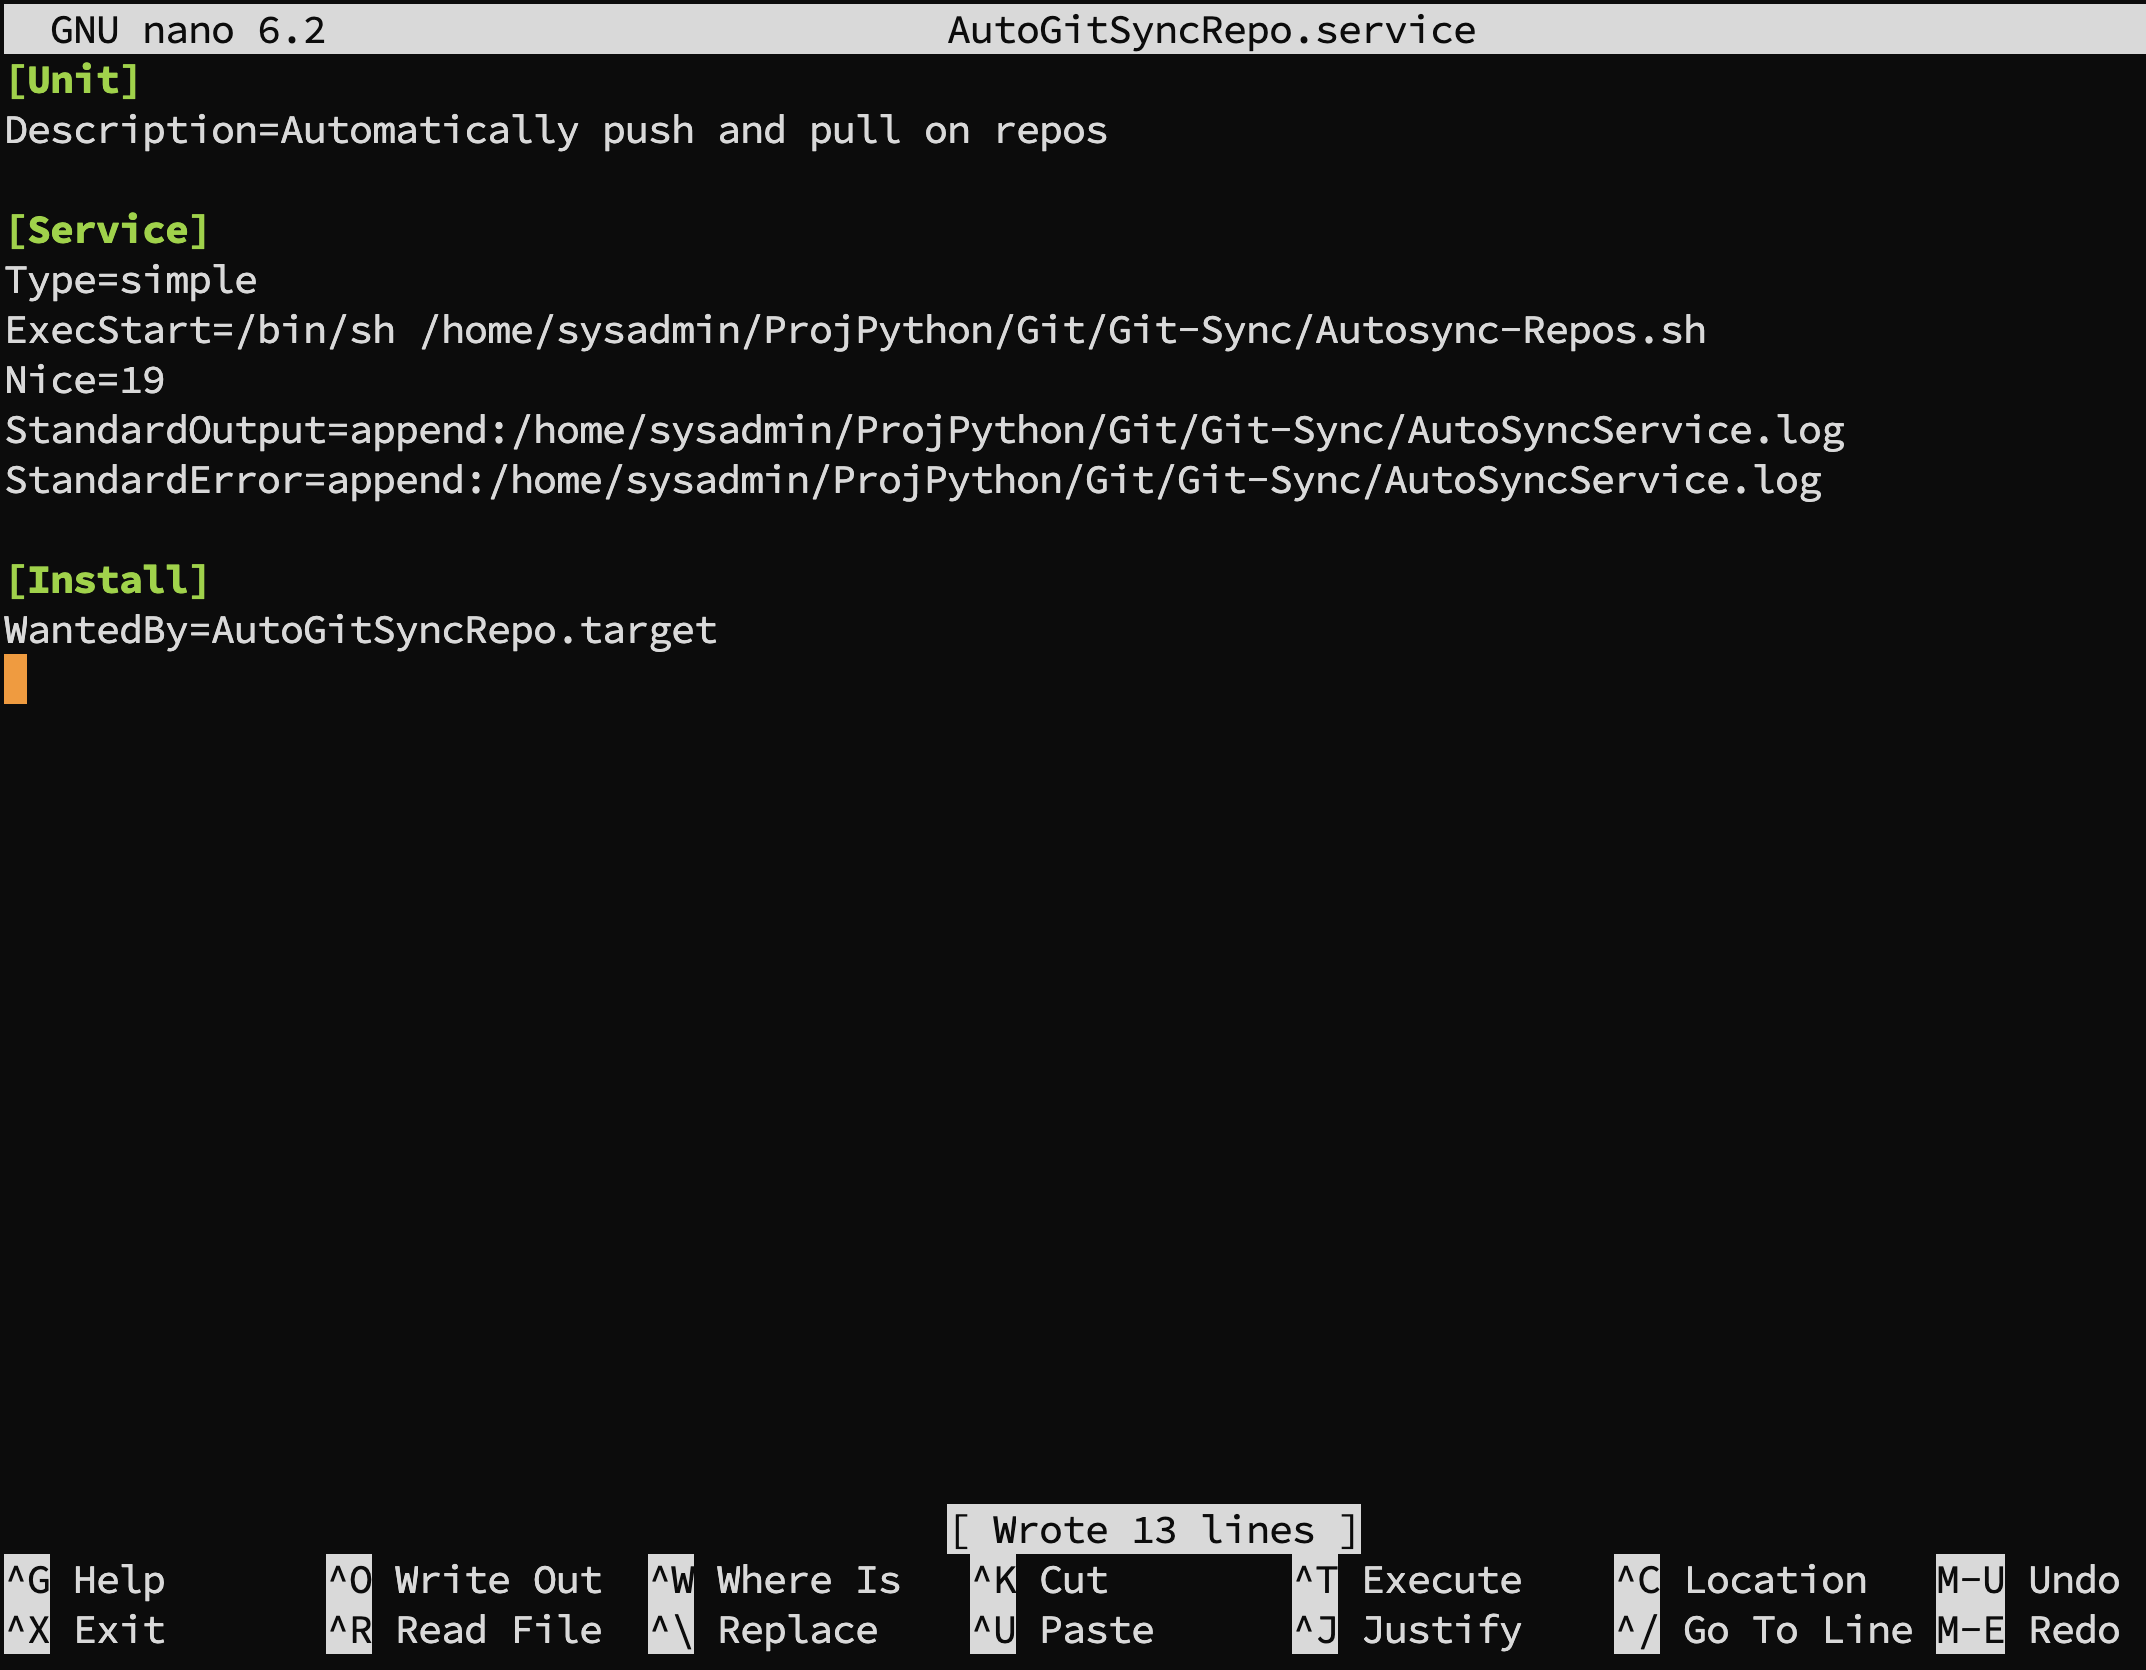 GNU nano 6.2 AutoGitSyncRepo.service
[Unit]
Description=Automatically push and pull on repos
[Service]
Type=simple
ExecStart=/bin/sh /home/sysadmin/ProjPython/Git/Git-Sync/Autosync-Repos.sh
Nice=19
StandardOutput=append:/home/sysadmin/ProjPython/Git/Git-Sync/AutoSyncService.log
StandardError=append:/home/sysadmin/ProjPython/Git/Git-Sync/AutoSyncService.log
[Install]
WantedBy=AutoGitSyncRepo.target
[ Wrote 13 lines ]
^G Help ^O Write Out ^W Where Is ^K Cut ^T Execute ^C Location M-U Undo
^X Exit ^R Read File ^\ Replace ^U Paste ^J Justify ^/ Go To Line M-E Redo